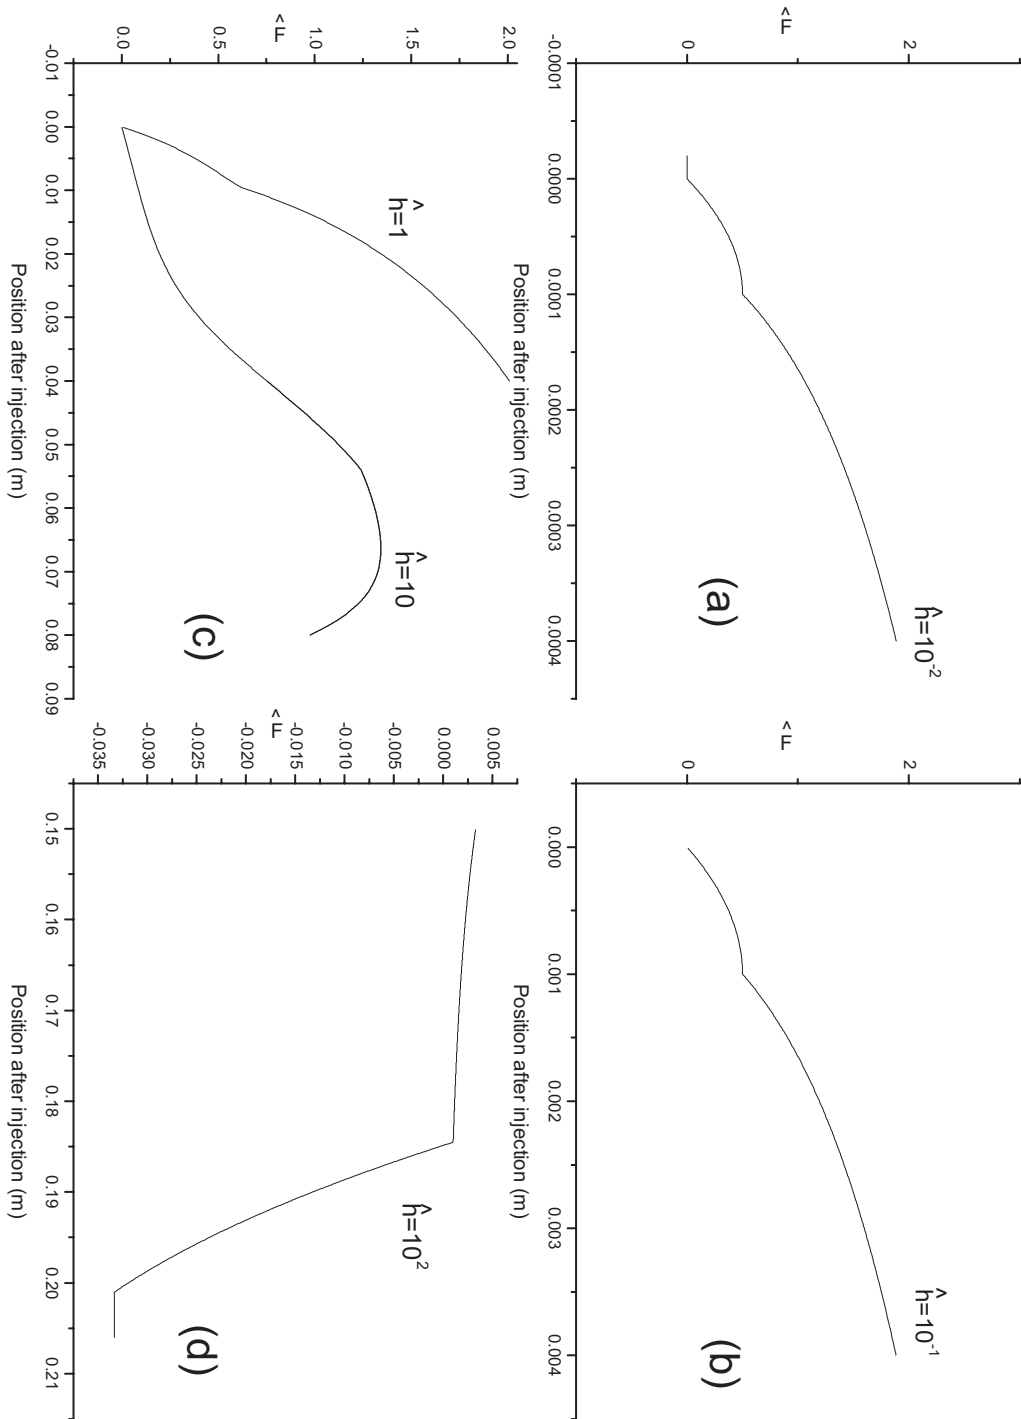 F̂
2
0
ĥ=10⁻²
(a)
-0.0001
0.0000
0.0001
0.0002
0.0003
0.0004
Position after injection (m)
F̂
2
0
ĥ=10⁻¹
(b)
0.000
0.001
0.002
0.003
0.004
Position after injection (m)
F̂
2.0
1.5
1.0
0.5
0.0
ĥ=1
ĥ=10
(c)
-0.01
0.00
0.01
0.02
0.03
0.04
0.05
0.06
0.07
0.08
0.09
Position after injection (m)
F̂
0.005
0.000
-0.005
-0.010
-0.015
-0.020
-0.025
-0.030
-0.035
ĥ=10²
(d)
0.15
0.16
0.17
0.18
0.19
0.20
0.21
Position after injection (m)